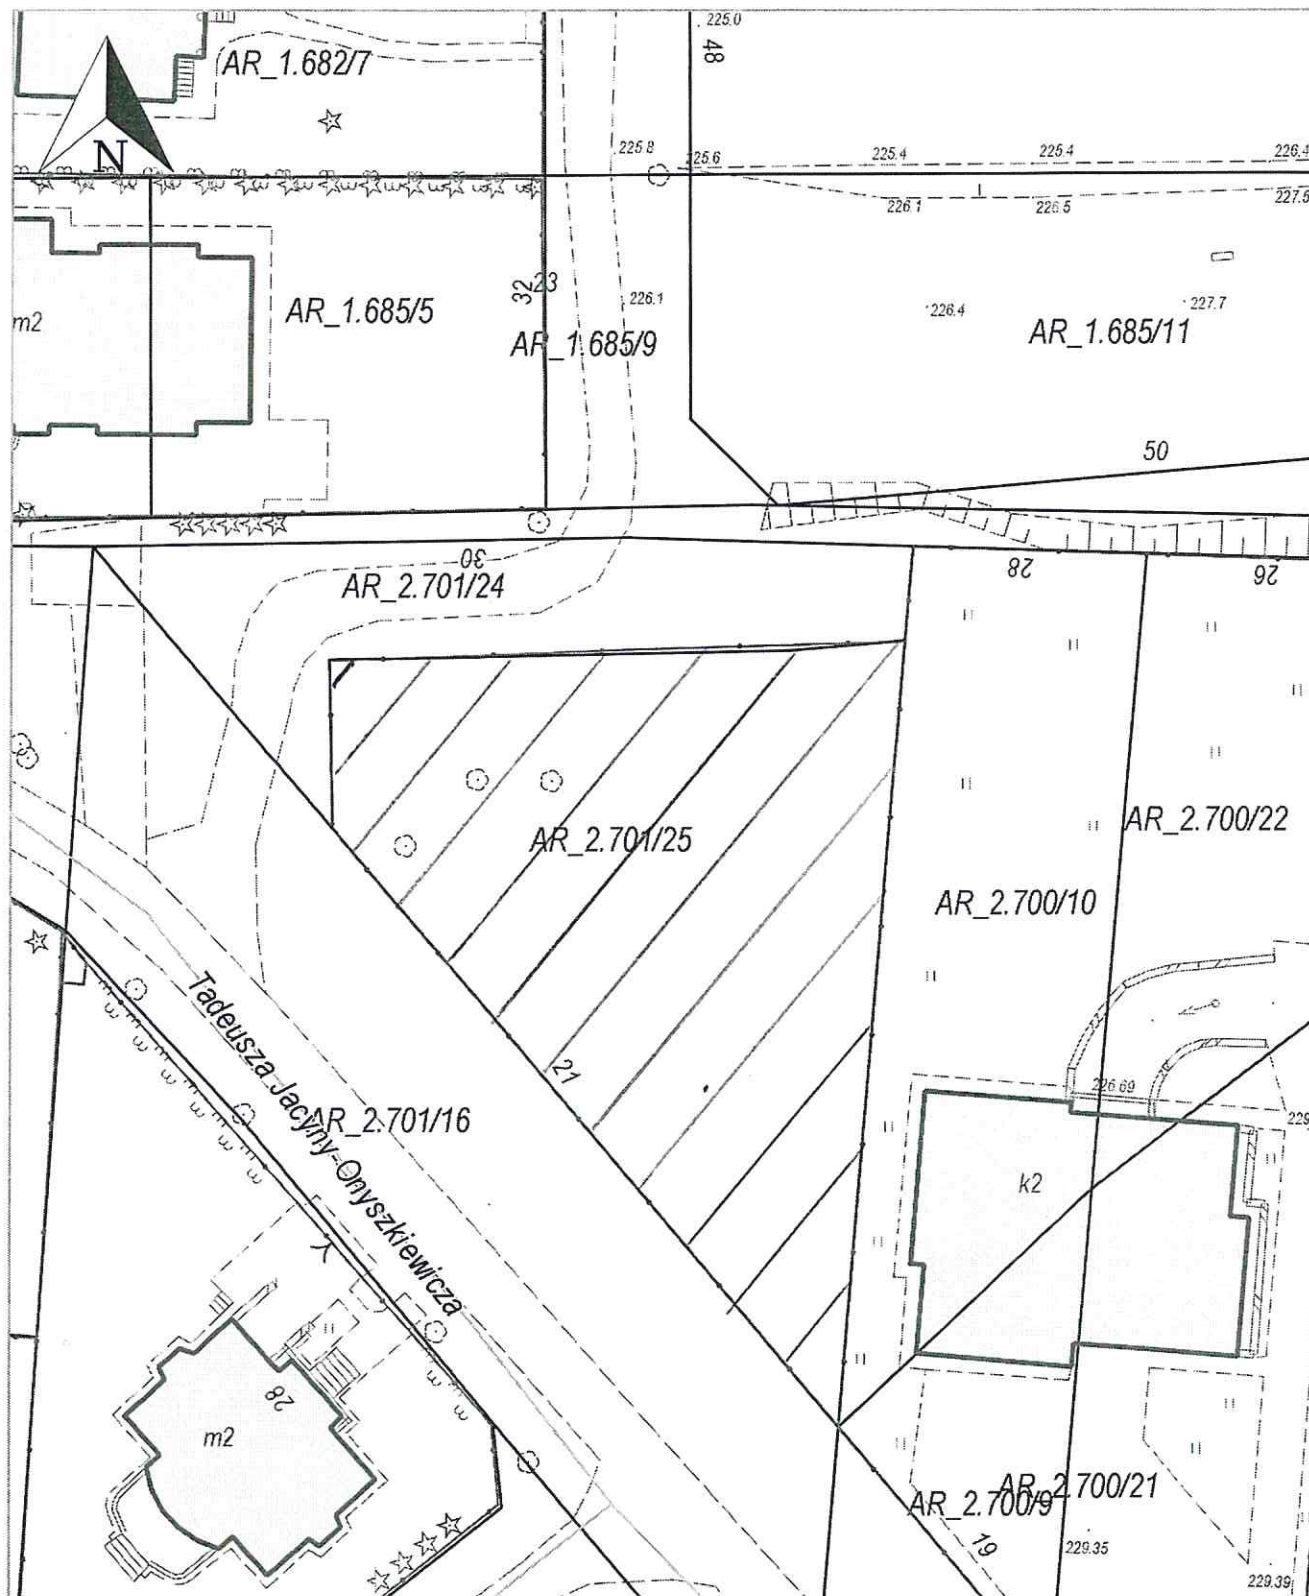 225.0
48
AR_1.682/7
N
225.8
225.6
225.4
225.4
226.4
226.1
226.5
227.5
32
23
AR_1.685/5
m2
226.1
226.4
227.7
AR_1.685/9
AR_1.685/11
50
30
AR_2.701/24
28
26
AR_2.701/25
AR_2.700/22
AR_2.700/10
21
226.69
229
Tadeusza Jacyny-Onyszkiewicza
AR_2.701/16
k2
28
m2
AR_2.700/21
AR_2.700/9
19
229.35
229.39